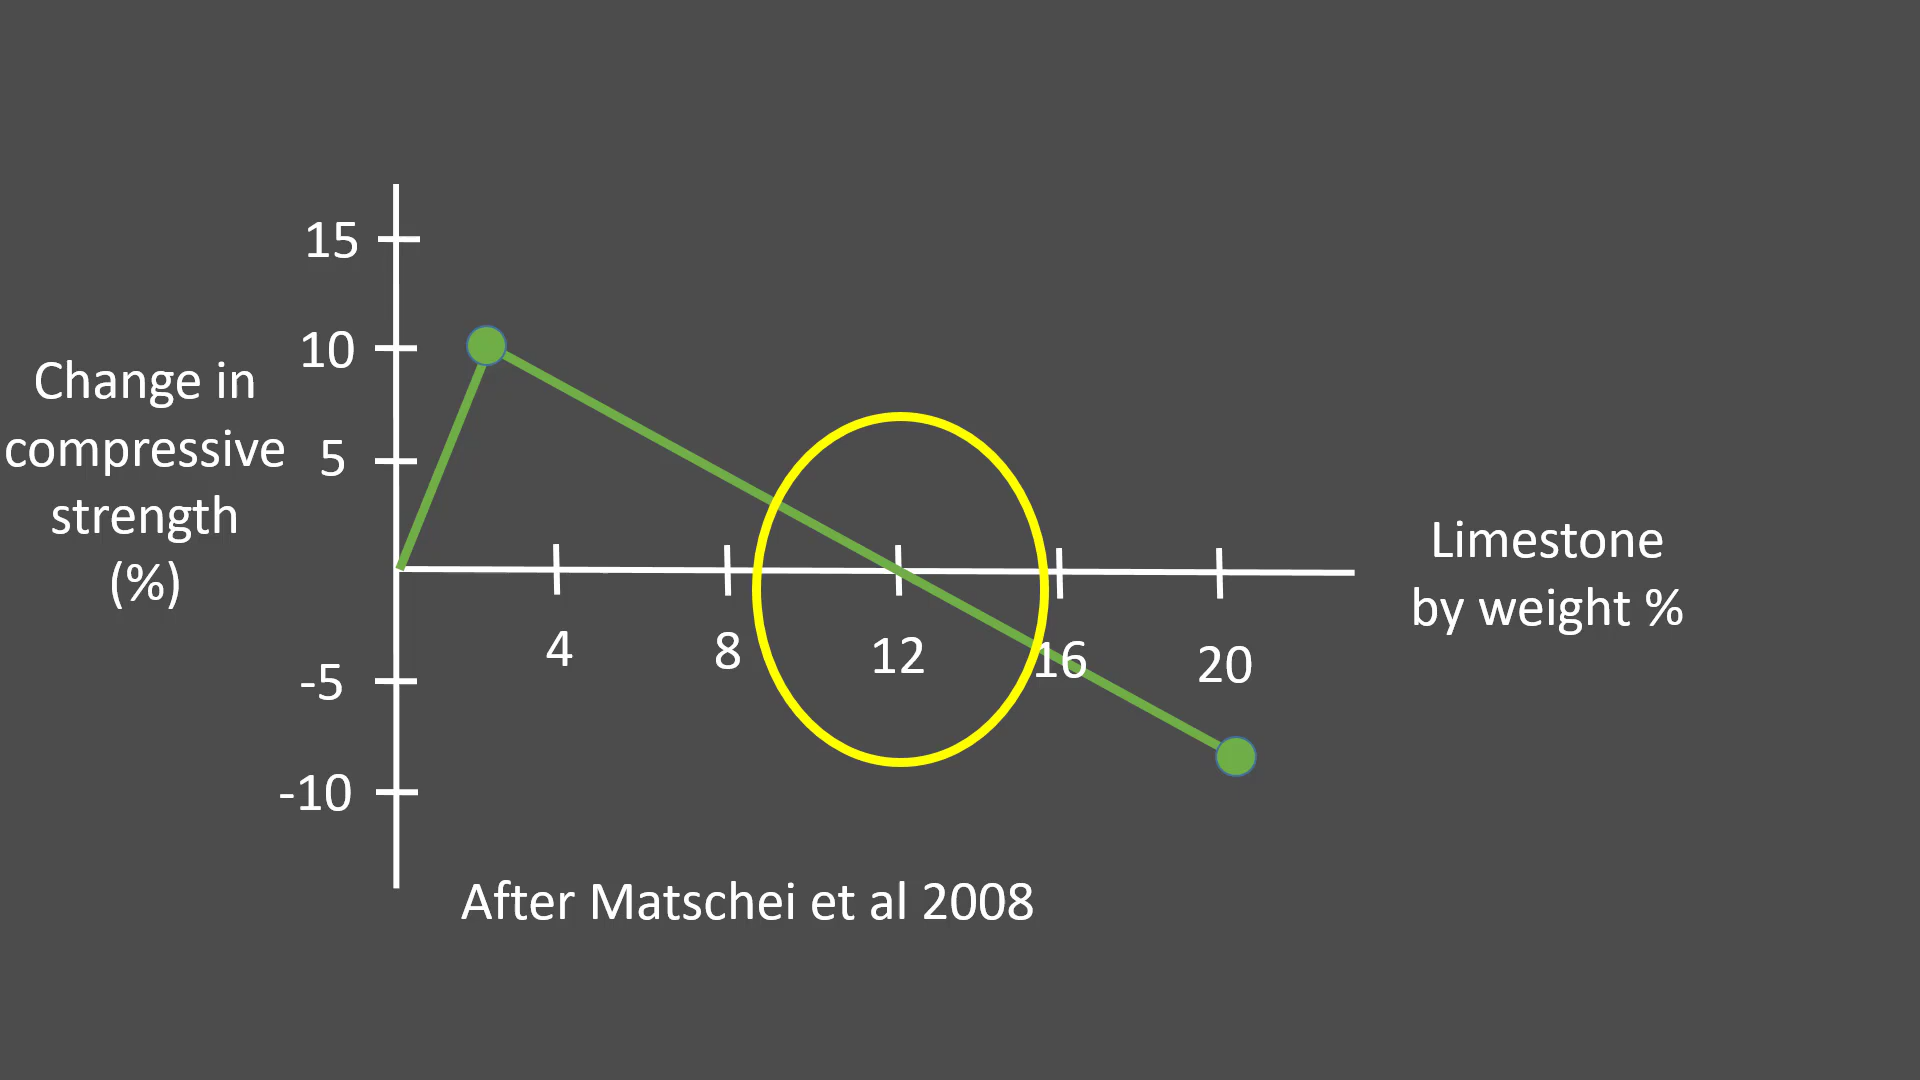 15
10
5
-5
-10
Change in
compressive
strength
(%)
4
8
12
16
20
Limestone
by weight %
After Matschei et al 2008